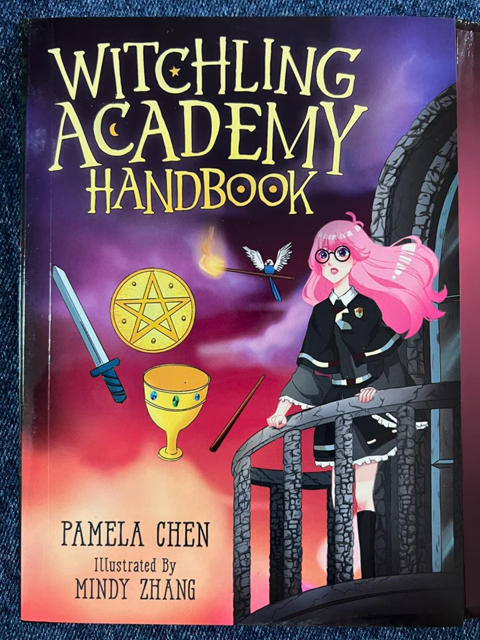 WITCHLING
ACADEMY
HANDBOOK
PAMELA CHEN
Illustrated By
MINDY ZHANG